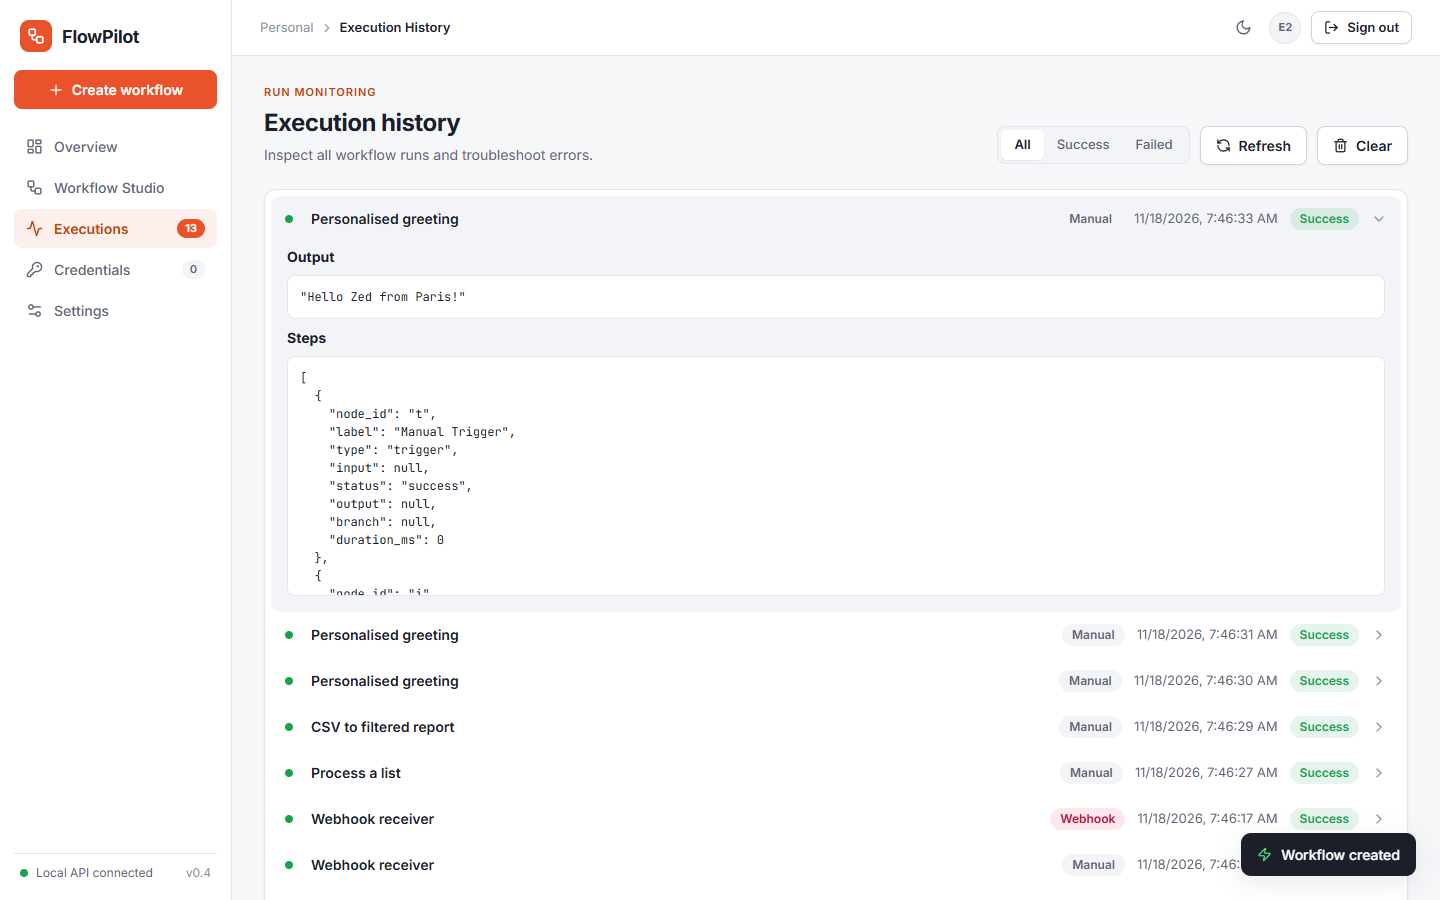 FlowPilot
Create workflow
Overview
Workflow Studio
Executions 13
Credentials 0
Settings
Local API connected v0.4
Personal > Execution History
E2
Sign out
RUN MONITORING
Execution history
Inspect all workflow runs and troubleshoot errors.
All Success Failed
Refresh
Clear
Personalised greeting Manual 11/18/2026, 7:46:33 AM Success
Output
"Hello Zed from Paris!"
Steps
[
{
"node_id": "t",
"label": "Manual Trigger",
"type": "trigger",
"input": null,
"status": "success",
"output": null,
"branch": null,
"duration_ms": 0
},
{
"node_id": "i"
Personalised greeting Manual 11/18/2026, 7:46:31 AM Success
Personalised greeting Manual 11/18/2026, 7:46:30 AM Success
CSV to filtered report Manual 11/18/2026, 7:46:29 AM Success
Process a list Manual 11/18/2026, 7:46:27 AM Success
Webhook receiver Webhook 11/18/2026, 7:46:17 AM Success
Webhook receiver Manual 11/18/2026, 7:46:
Workflow created